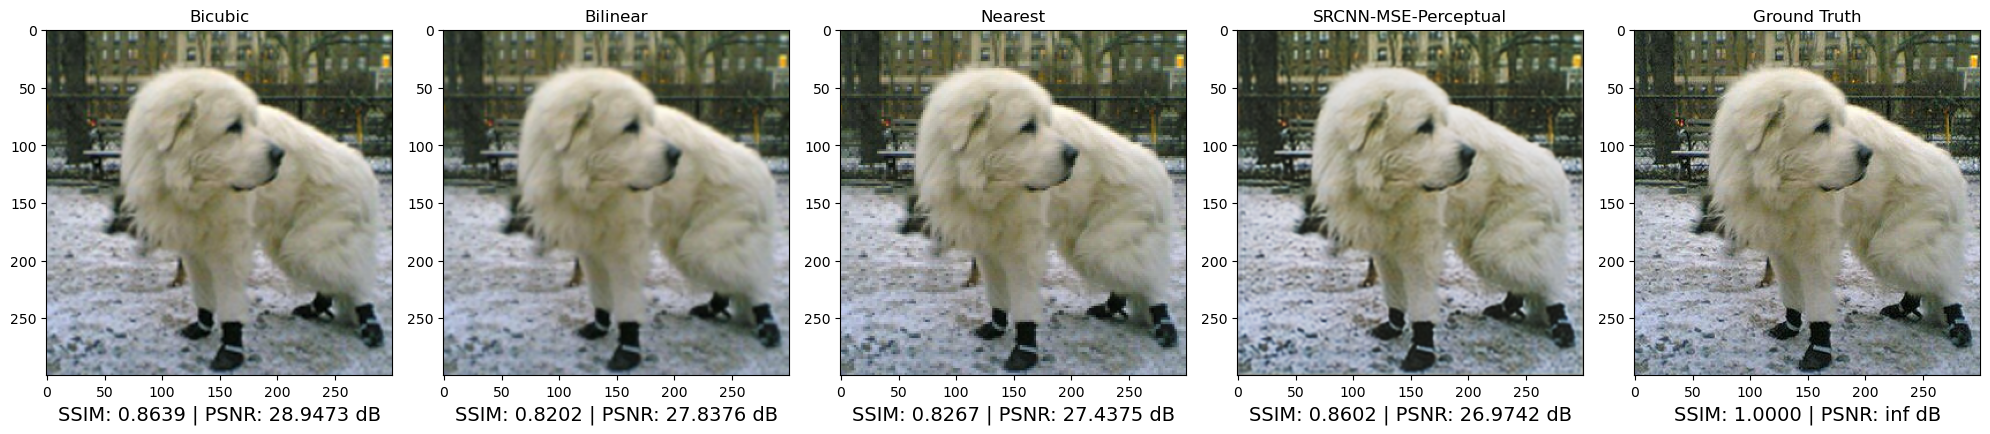 Bicubic
Bilinear
Nearest
SRCNN-MSE-Perceptual
Ground Truth
0
50
100
150
200
250
0 50 100 150 200 250
SSIM: 0.8639 | PSNR: 28.9473 dB
0
50
100
150
200
250
0 50 100 150 200 250
SSIM: 0.8202 | PSNR: 27.8376 dB
0
50
100
150
200
250
0 50 100 150 200 250
SSIM: 0.8267 | PSNR: 27.4375 dB
0
50
100
150
200
250
0 50 100 150 200 250
SSIM: 0.8602 | PSNR: 26.9742 dB
0
50
100
150
200
250
0 50 100 150 200 250
SSIM: 1.0000 | PSNR: inf dB